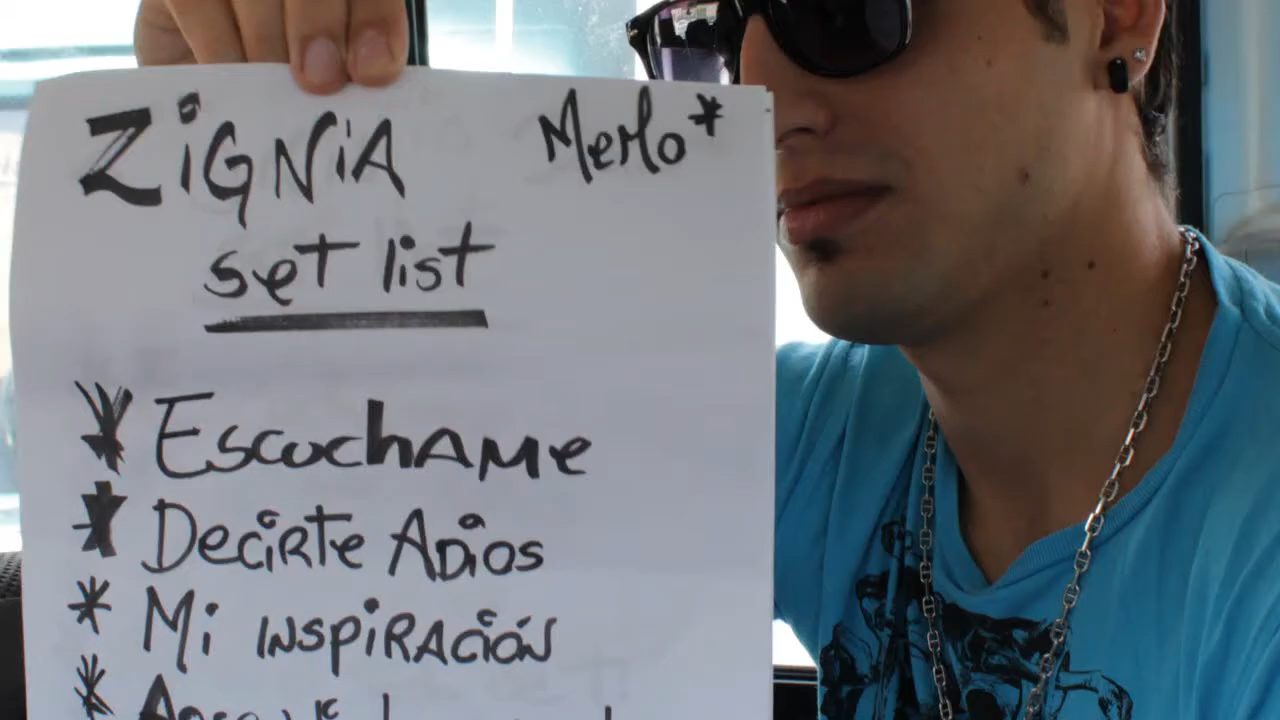 ZiGNiA Merlo*
set list
* EscuchAMe
* DeciRte ADios
* Mi iNspiRAcióN
*